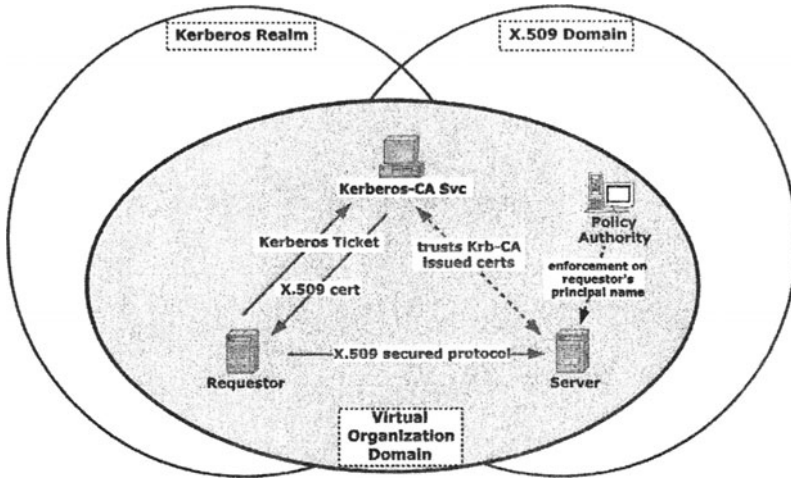 Kerberos Realm
X.509 Domain
Kerberos-CA Svc
Policy
Authority
Kerberos Ticket
trusts Krb-CA
issued certs
enforcement on
requestor's
principal name
X.509 cert
X.509 secured protocol
Requestor
Server
Virtual
Organization
Domain